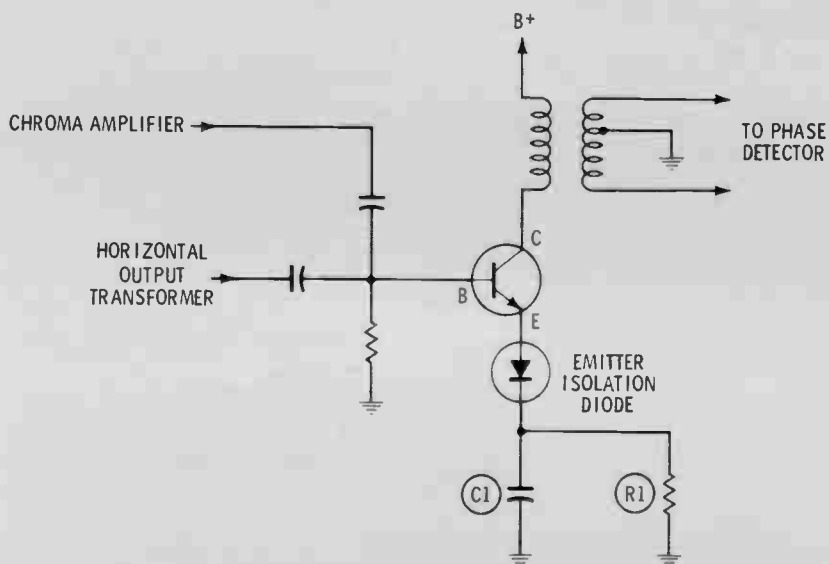 B+
CHROMA AMPLIFIER
TO PHASE
DETECTOR
HORIZONTAL
OUTPUT
TRANSFORMER
C
B
E
EMITTER
ISOLATION
DIODE
C1
R1